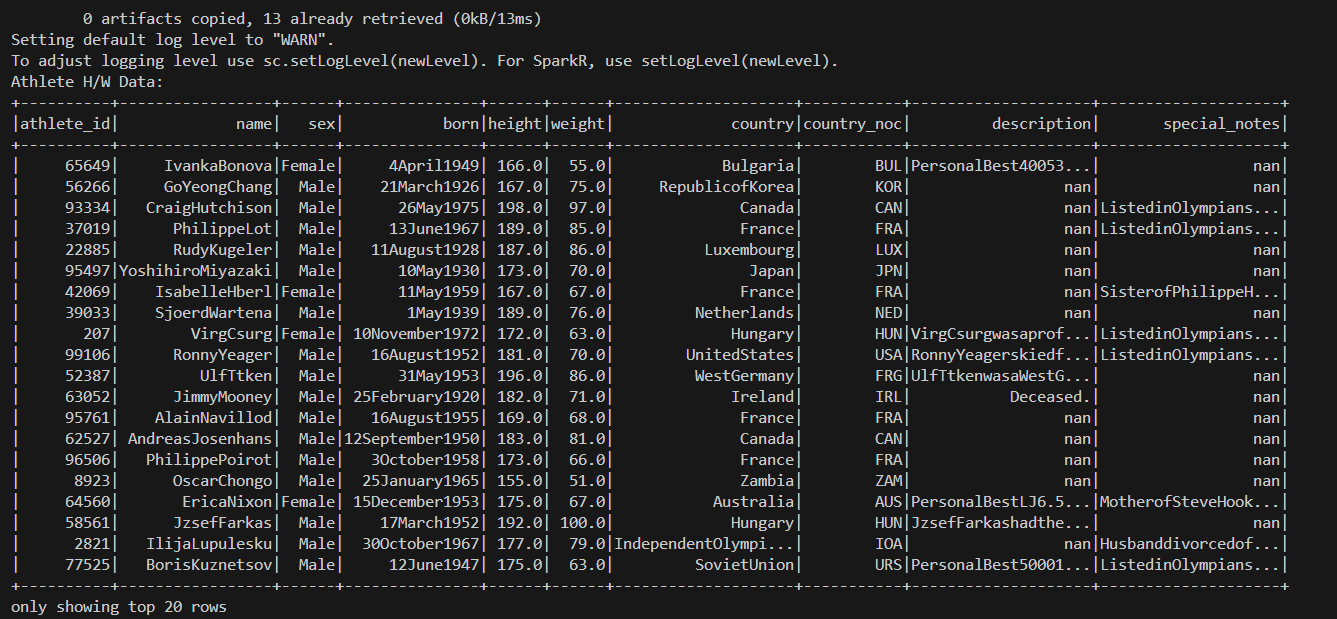 0 artifacts copied, 13 already retrieved (0kB/13ms)
Setting default log level to "WARN".
To adjust logging level use sc.setLogLevel(newLevel). For SparkR, use setLogLevel(newLevel).
Athlete H/W Data:
+----------+-----------------+------+---------------+------+------+--------------------+-----------+--------------------+--------------------+
|athlete_id|             name|   sex|           born|height|weight|             country|country_noc|         description|       special_notes|
+----------+-----------------+------+---------------+------+------+--------------------+-----------+--------------------+--------------------+
|     65649|     IvankaBonova|Female|     4April1949| 166.0|  55.0|            Bulgaria|        BUL|PersonalBest40053...|                 nan|
|     56266|     GoYeongChang|  Male|    21March1926| 167.0|  75.0|     RepublicofKorea|        KOR|                 nan|                 nan|
|     93334|   CraigHutchison|  Male|      26May1975| 198.0|  97.0|              Canada|        CAN|                 nan|ListedinOlympians...|
|     37019|      PhilippeLot|  Male|     13June1967| 189.0|  85.0|              France|        FRA|                 nan|ListedinOlympians...|
|     22885|      RudyKugeler|  Male|   11August1928| 187.0|  86.0|          Luxembourg|        LUX|                 nan|                 nan|
|     95497|YoshihiroMiyazaki|  Male|      10May1930| 173.0|  70.0|               Japan|        JPN|                 nan|                 nan|
|     42069|    IsabelleHberl|Female|      11May1959| 167.0|  67.0|              France|        FRA|                 nan|SisterofPhilippeH...|
|     39033|    SjoerdWartena|  Male|       1May1939| 189.0|  76.0|         Netherlands|        NED|                 nan|                 nan|
|       207|        VirgCsurg|Female| 10November1972| 172.0|  63.0|             Hungary|        HUN|VirgCsurgwasaprof...|ListedinOlympians...|
|     99106|      RonnyYeager|  Male|   16August1952| 181.0|  70.0|        UnitedStates|        USA|RonnyYeagerskiedf...|ListedinOlympians...|
|     52387|         UlfTtken|  Male|      31May1953| 196.0|  86.0|         WestGermany|        FRG|UlfTtkenwasaWestG...|                 nan|
|     63052|      JimmyMooney|  Male| 25February1920| 182.0|  71.0|             Ireland|        IRL|           Deceased.|                 nan|
|     95761|    AlainNavillod|  Male|   16August1955| 169.0|  68.0|              France|        FRA|                 nan|                 nan|
|     62527| AndreasJosenhans|  Male|12September1950| 183.0|  81.0|              Canada|        CAN|                 nan|                 nan|
|     96506|   PhilippePoirot|  Male|   3October1958| 173.0|  66.0|              France|        FRA|                 nan|                 nan|
|      8923|      OscarChongo|  Male|  25January1965| 155.0|  51.0|              Zambia|        ZAM|                 nan|                 nan|
|     64560|       EricaNixon|Female| 15December1953| 175.0|  67.0|           Australia|        AUS|PersonalBestLJ6.5...|MotherofSteveHook...|
|     58561|      JzsefFarkas|  Male|    17March1952| 192.0| 100.0|             Hungary|        HUN|JzsefFarkashadthe...|                 nan|
|      2821|   IlijaLupulesku|  Male|  30October1967| 177.0|  79.0|IndependentOlympi...|        IOA|                 nan|Husbanddivorcedof...|
|     77525|   BorisKuznetsov|  Male|     12June1947| 175.0|  63.0|         SovietUnion|        URS|PersonalBest50001...|ListedinOlympians...|
+----------+-----------------+------+---------------+------+------+--------------------+-----------+--------------------+--------------------+
only showing top 20 rows